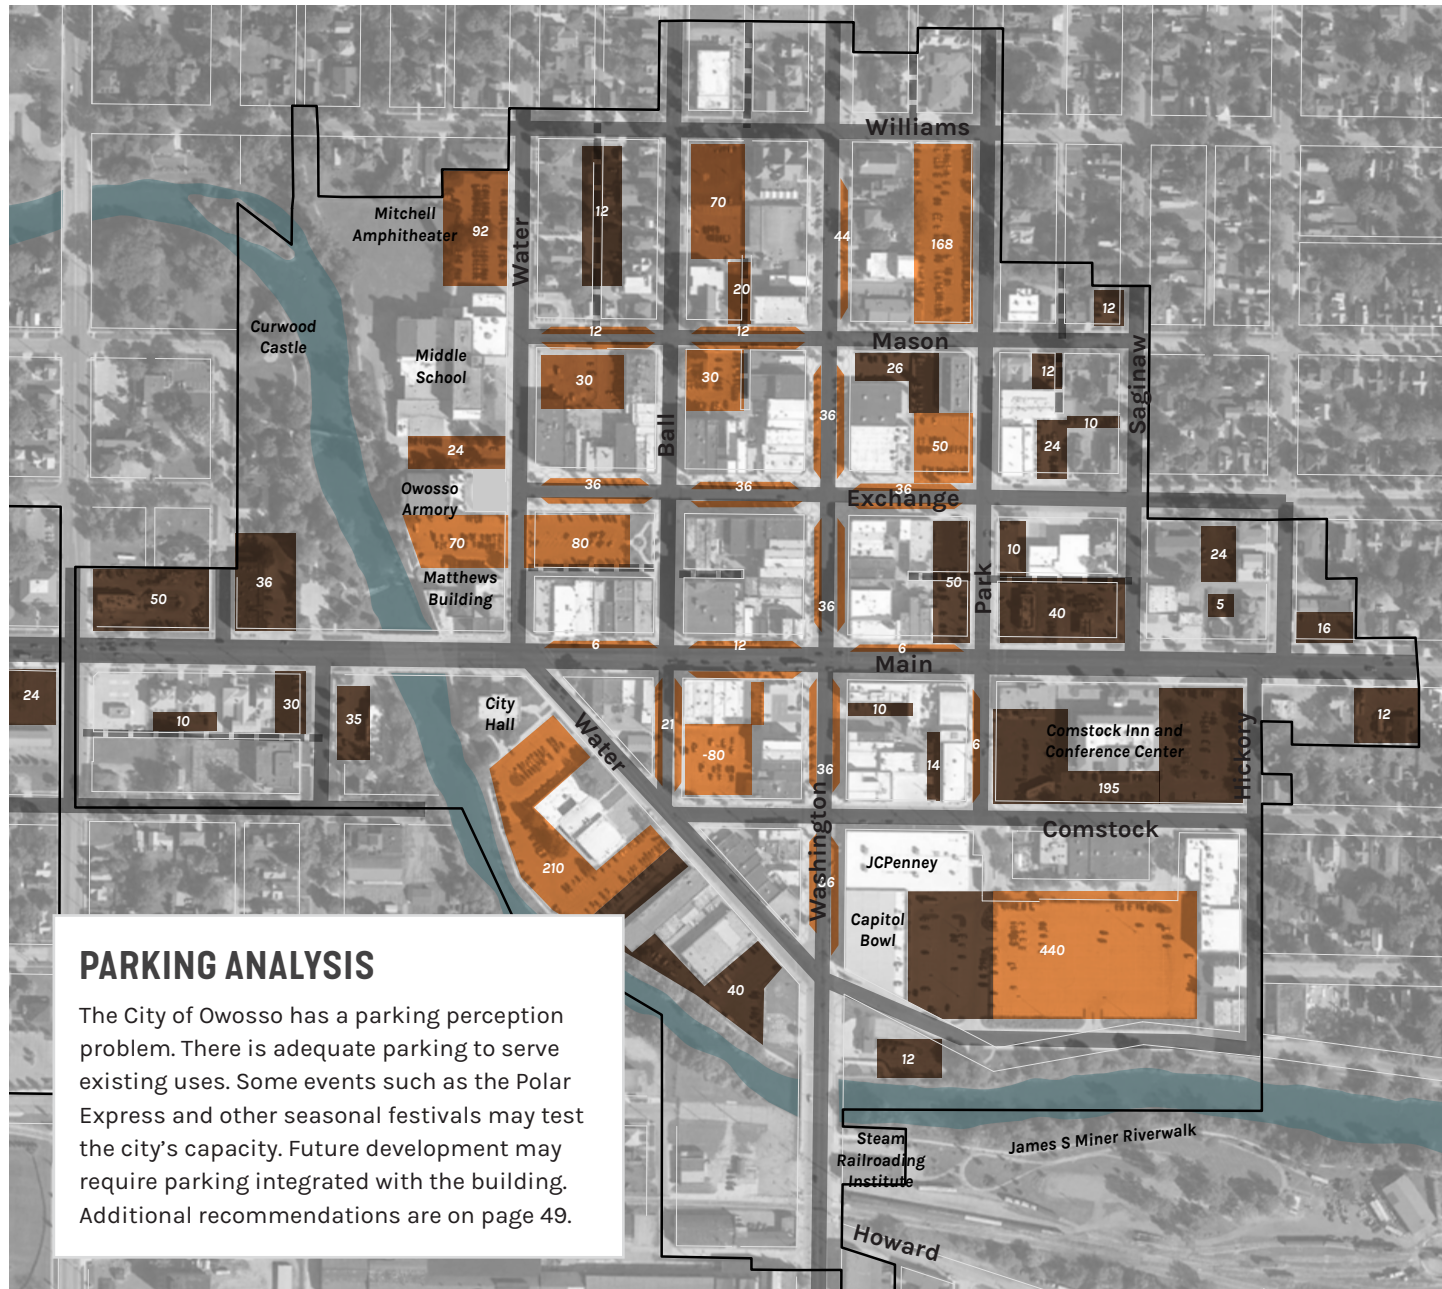 Williams
Mitchell
Amphitheater
92
Water
12
70
44
168
20
12
Curwood
Castle
12
12
Mason
Middle
School
30
30
26
12
Saginaw
36
10
Ball
24
50
24
36
36
36
Exchange
Owosso
Armory
70
80
10
24
50
36
Matthews
Building
50
Park
40
5
36
16
6
12
6
Main
24
10
30
35
City
Hall
Water
21
-80
10
14
36
6
Comstock Inn and
Conference Center
195
Hickory
12
Washington
Comstock
210
36
JCPenney
Capitol
Bowl
440
40
12
PARKING ANALYSIS
The City of Owosso has a parking perception
problem. There is adequate parking to serve
existing uses. Some events such as the Polar
Express and other seasonal festivals may test
the city’s capacity. Future development may
require parking integrated with the building.
Additional recommendations are on page 49.
Steam
Railroading
Institute
James S Miner Riverwalk
Howard